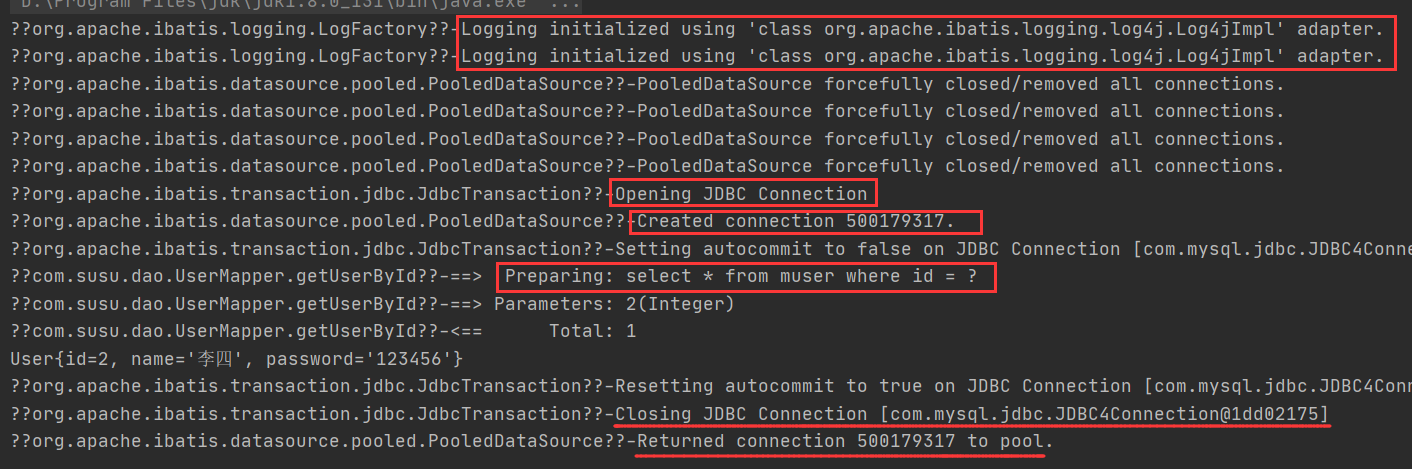 D:\Program Files\jdk\jdk1.8.0_131\bin\java.exe" ...
??org.apache.ibatis.logging.LogFactory??-Logging initialized using 'class org.apache.ibatis.logging.log4j.Log4jImpl' adapter.
??org.apache.ibatis.logging.LogFactory??-Logging initialized using 'class org.apache.ibatis.logging.log4j.Log4jImpl' adapter.
??org.apache.ibatis.datasource.pooled.PooledDataSource??-PooledDataSource forcefully closed/removed all connections.
??org.apache.ibatis.datasource.pooled.PooledDataSource??-PooledDataSource forcefully closed/removed all connections.
??org.apache.ibatis.datasource.pooled.PooledDataSource??-PooledDataSource forcefully closed/removed all connections.
??org.apache.ibatis.datasource.pooled.PooledDataSource??-PooledDataSource forcefully closed/removed all connections.
??org.apache.ibatis.transaction.jdbc.JdbcTransaction??-Opening JDBC Connection
??org.apache.ibatis.datasource.pooled.PooledDataSource??-Created connection 500179317.
??org.apache.ibatis.transaction.jdbc.JdbcTransaction??-Setting autocommit to false on JDBC Connection [com.mysql.jdbc.JDBC4Conne
??com.susu.dao.UserMapper.getUserById??-==>  Preparing: select * from muser where id = ?
??com.susu.dao.UserMapper.getUserById??-==> Parameters: 2(Integer)
??com.susu.dao.UserMapper.getUserById??-<==      Total: 1
User{id=2, name='李四', password='123456'}
??org.apache.ibatis.transaction.jdbc.JdbcTransaction??-Resetting autocommit to true on JDBC Connection [com.mysql.jdbc.JDBC4Conn
??org.apache.ibatis.transaction.jdbc.JdbcTransaction??-Closing JDBC Connection [com.mysql.jdbc.JDBC4Connection@1dd02175]
??org.apache.ibatis.datasource.pooled.PooledDataSource??-Returned connection 500179317 to pool.